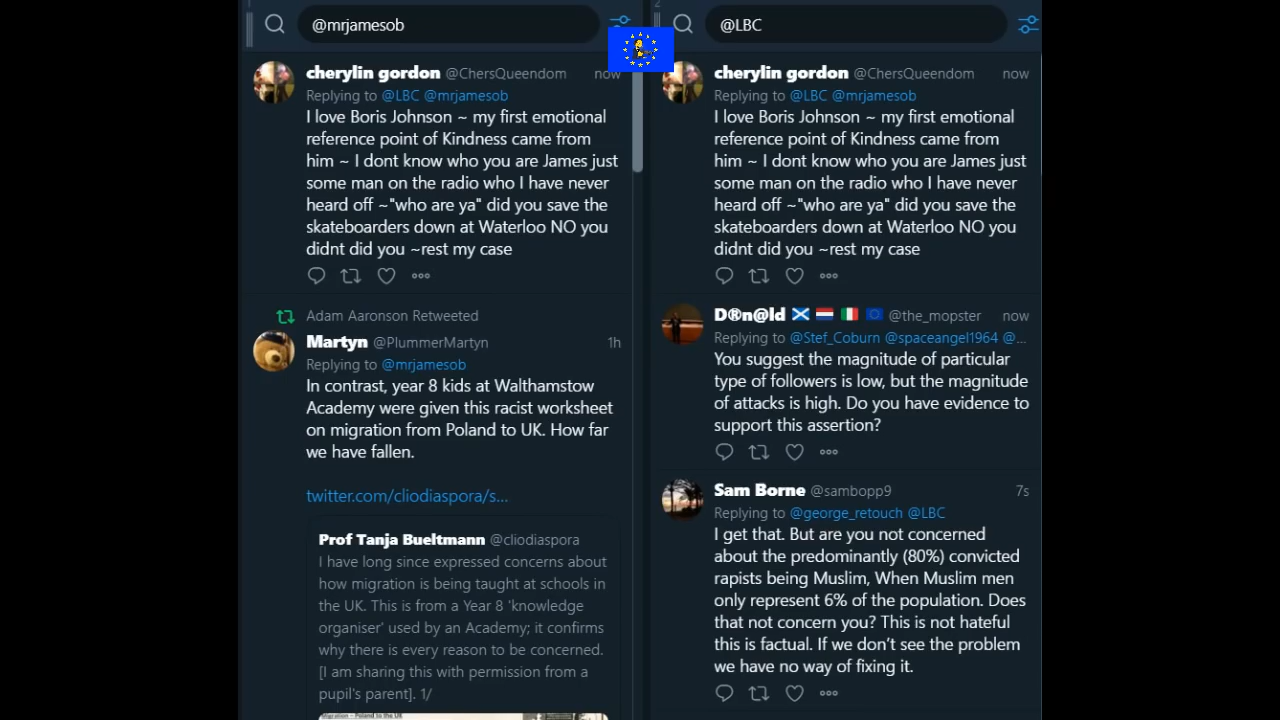 1
@mrjamesob
cherylin gordon @ChersQueendom now
Replying to @LBC @mrjamesob
I love Boris Johnson ~ my first emotional
reference point of Kindness came from
him ~ I dont know who you are James just
some man on the radio who I have never
heard off ~"who are ya" did you save the
skateboarders down at Waterloo NO you
didnt did you ~rest my case
Adam Aaronson Retweeted
Martyn @PlummerMartyn 1h
Replying to @mrjamesob
In contrast, year 8 kids at Walthamstow
Academy were given this racist worksheet
on migration from Poland to UK. How far
we have fallen.
twitter.com/cliodiaspora/s...
Prof Tanja Bueltmann @cliodiaspora
I have long since expressed concerns about
how migration is being taught at schools in
the UK. This is from a Year 8 'knowledge
organiser' used by an Academy; it confirms
why there is every reason to be concerned.
[I am sharing this with permission from a
pupil's parent]. 1/
Migration – Poland to the UK
2
@LBC
cherylin gordon @ChersQueendom now
Replying to @LBC @mrjamesob
I love Boris Johnson ~ my first emotional
reference point of Kindness came from
him ~ I dont know who you are James just
some man on the radio who I have never
heard off ~"who are ya" did you save the
skateboarders down at Waterloo NO you
didnt did you ~rest my case
D®n@ld @the_mopster now
Replying to @Stef_Coburn @spaceangel1964 @...
You suggest the magnitude of particular
type of followers is low, but the magnitude
of attacks is high. Do you have evidence to
support this assertion?
Sam Borne @sambopp9 7s
Replying to @george_retouch @LBC
I get that. But are you not concerned
about the predominantly (80%) convicted
rapists being Muslim, When Muslim men
only represent 6% of the population. Does
that not concern you? This is not hateful
this is factual. If we don't see the problem
we have no way of fixing it.